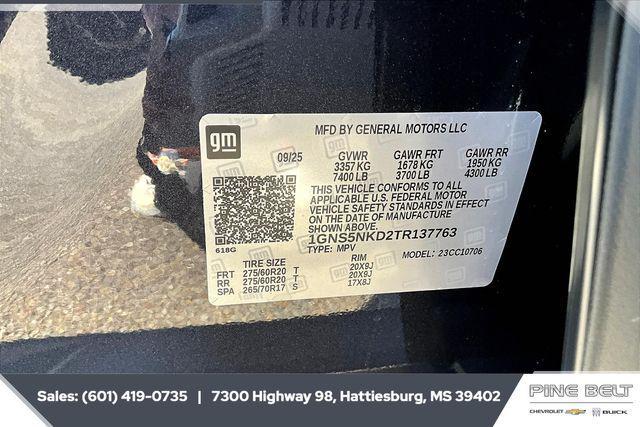 gm
MFD BY GENERAL MOTORS LLC
09/25 GVWR GAWR FRT GAWR RR
3357 KG 1678 KG 1950 KG
7400 LB 3700 LB 4300 LB
THIS VEHICLE CONFORMS TO ALL
APPLICABLE U.S. FEDERAL MOTOR
VEHICLE SAFETY STANDARDS IN EFFECT
ON THE DATE OF MANUFACTURE
SHOWN ABOVE.
1GNS5NKD2TR137763
618G
TYPE: MPV MODEL: 23CC10706
TIRE SIZE RIM
FRT 275/60R20 T 20X9J
RR 275/60R20 T 20X9J
SPA 265/70R17 S 17X8J
Sales: (601) 419-0735 | 7300 Highway 98, Hattiesburg, MS 39402
PINE BELT
CHEVROLET BUICK